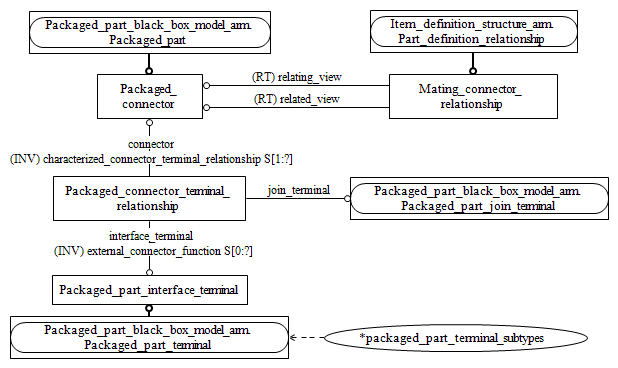 Packaged_part_black_box_model_arm.
Packaged_part
Item_definition_structure_arm.
Part_definition_relationship
Packaged_
connector
(RT) relating_view
(RT) related_view
Mating_connector_
relationship
connector
(INV) characterized_connector_terminal_relationship S[1:?]
Packaged_connector_terminal_
relationship
join_terminal
Packaged_part_black_box_model_arm.
Packaged_part_join_terminal
interface_terminal
(INV) external_connector_function S[0:?]
Packaged_part_interface_terminal
Packaged_part_black_box_model_arm.
Packaged_part_terminal
*packaged_part_terminal_subtypes